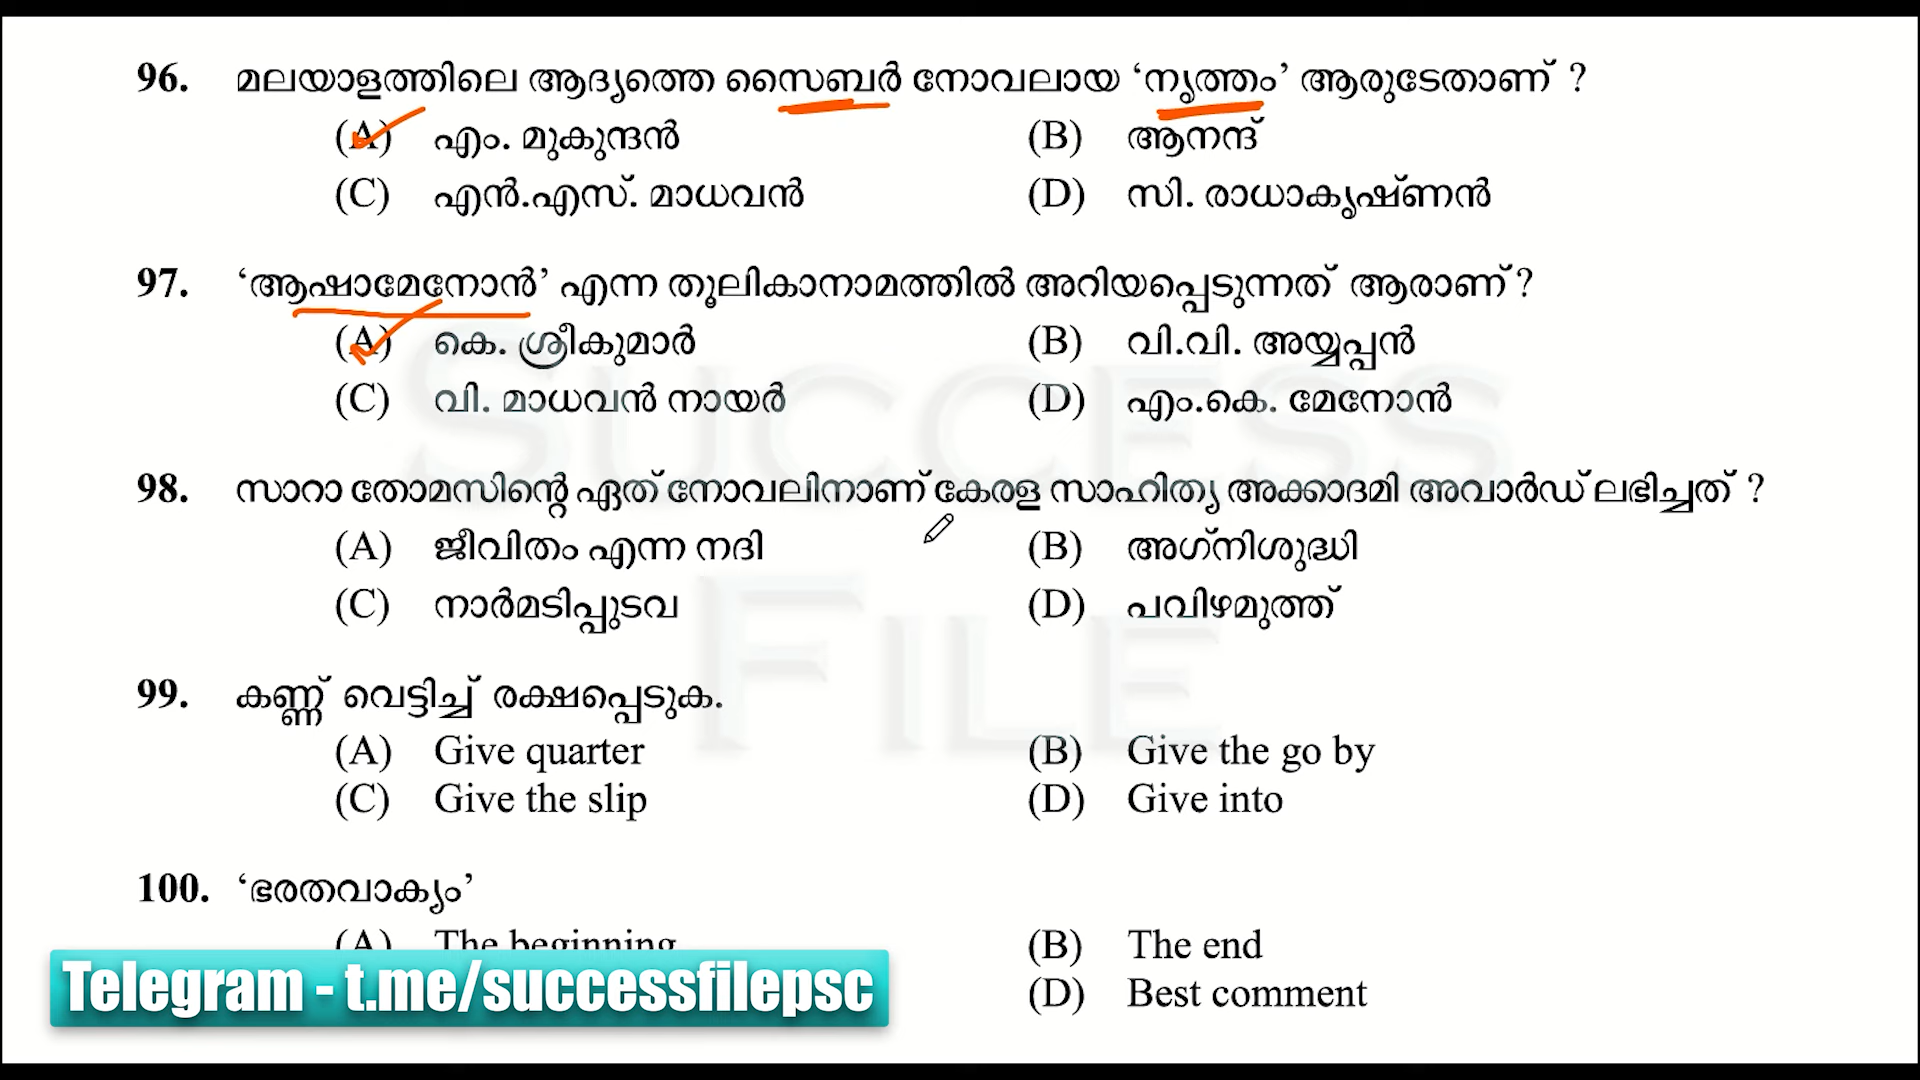 96. മലയാളത്തിലെ ആദ്യത്തെ സൈബർ നോവലായ ‘നൃത്തം’ ആരുടേതാണ് ?
(A) എം. മുകുന്ദൻ (B) ആനന്ദ്
(C) എൻ.എസ്. മാധവൻ (D) സി. രാധാകൃഷ്ണൻ
97. ‘ആഷാമേനോൻ’ എന്ന തൂലികാനാമത്തിൽ അറിയപ്പെടുന്നത് ആരാണ് ?
(A) കെ. ശ്രീകുമാർ (B) വി.വി. അയ്യപ്പൻ
(C) വി. മാധവൻ നായർ (D) എം.കെ. മേനോൻ
98. സാറാ തോമസിന്റെ ഏത് നോവലിനാണ് കേരള സാഹിത്യ അക്കാദമി അവാർഡ് ലഭിച്ചത് ?
(A) ജീവിതം എന്ന നദി (B) അഗ്നിശുദ്ധി
(C) നാർമടിപ്പുടവ (D) പവിഴമുത്ത്
99. കണ്ണ് വെട്ടിച്ച് രക്ഷപ്പെടുക.
(A) Give quarter (B) Give the go by
(C) Give the slip (D) Give into
100. ‘ഭരതവാക്യം’
(A) The beginning (B) The end
(D) Best comment
Telegram - t.me/successfilepsc
SUCCESS
FILE